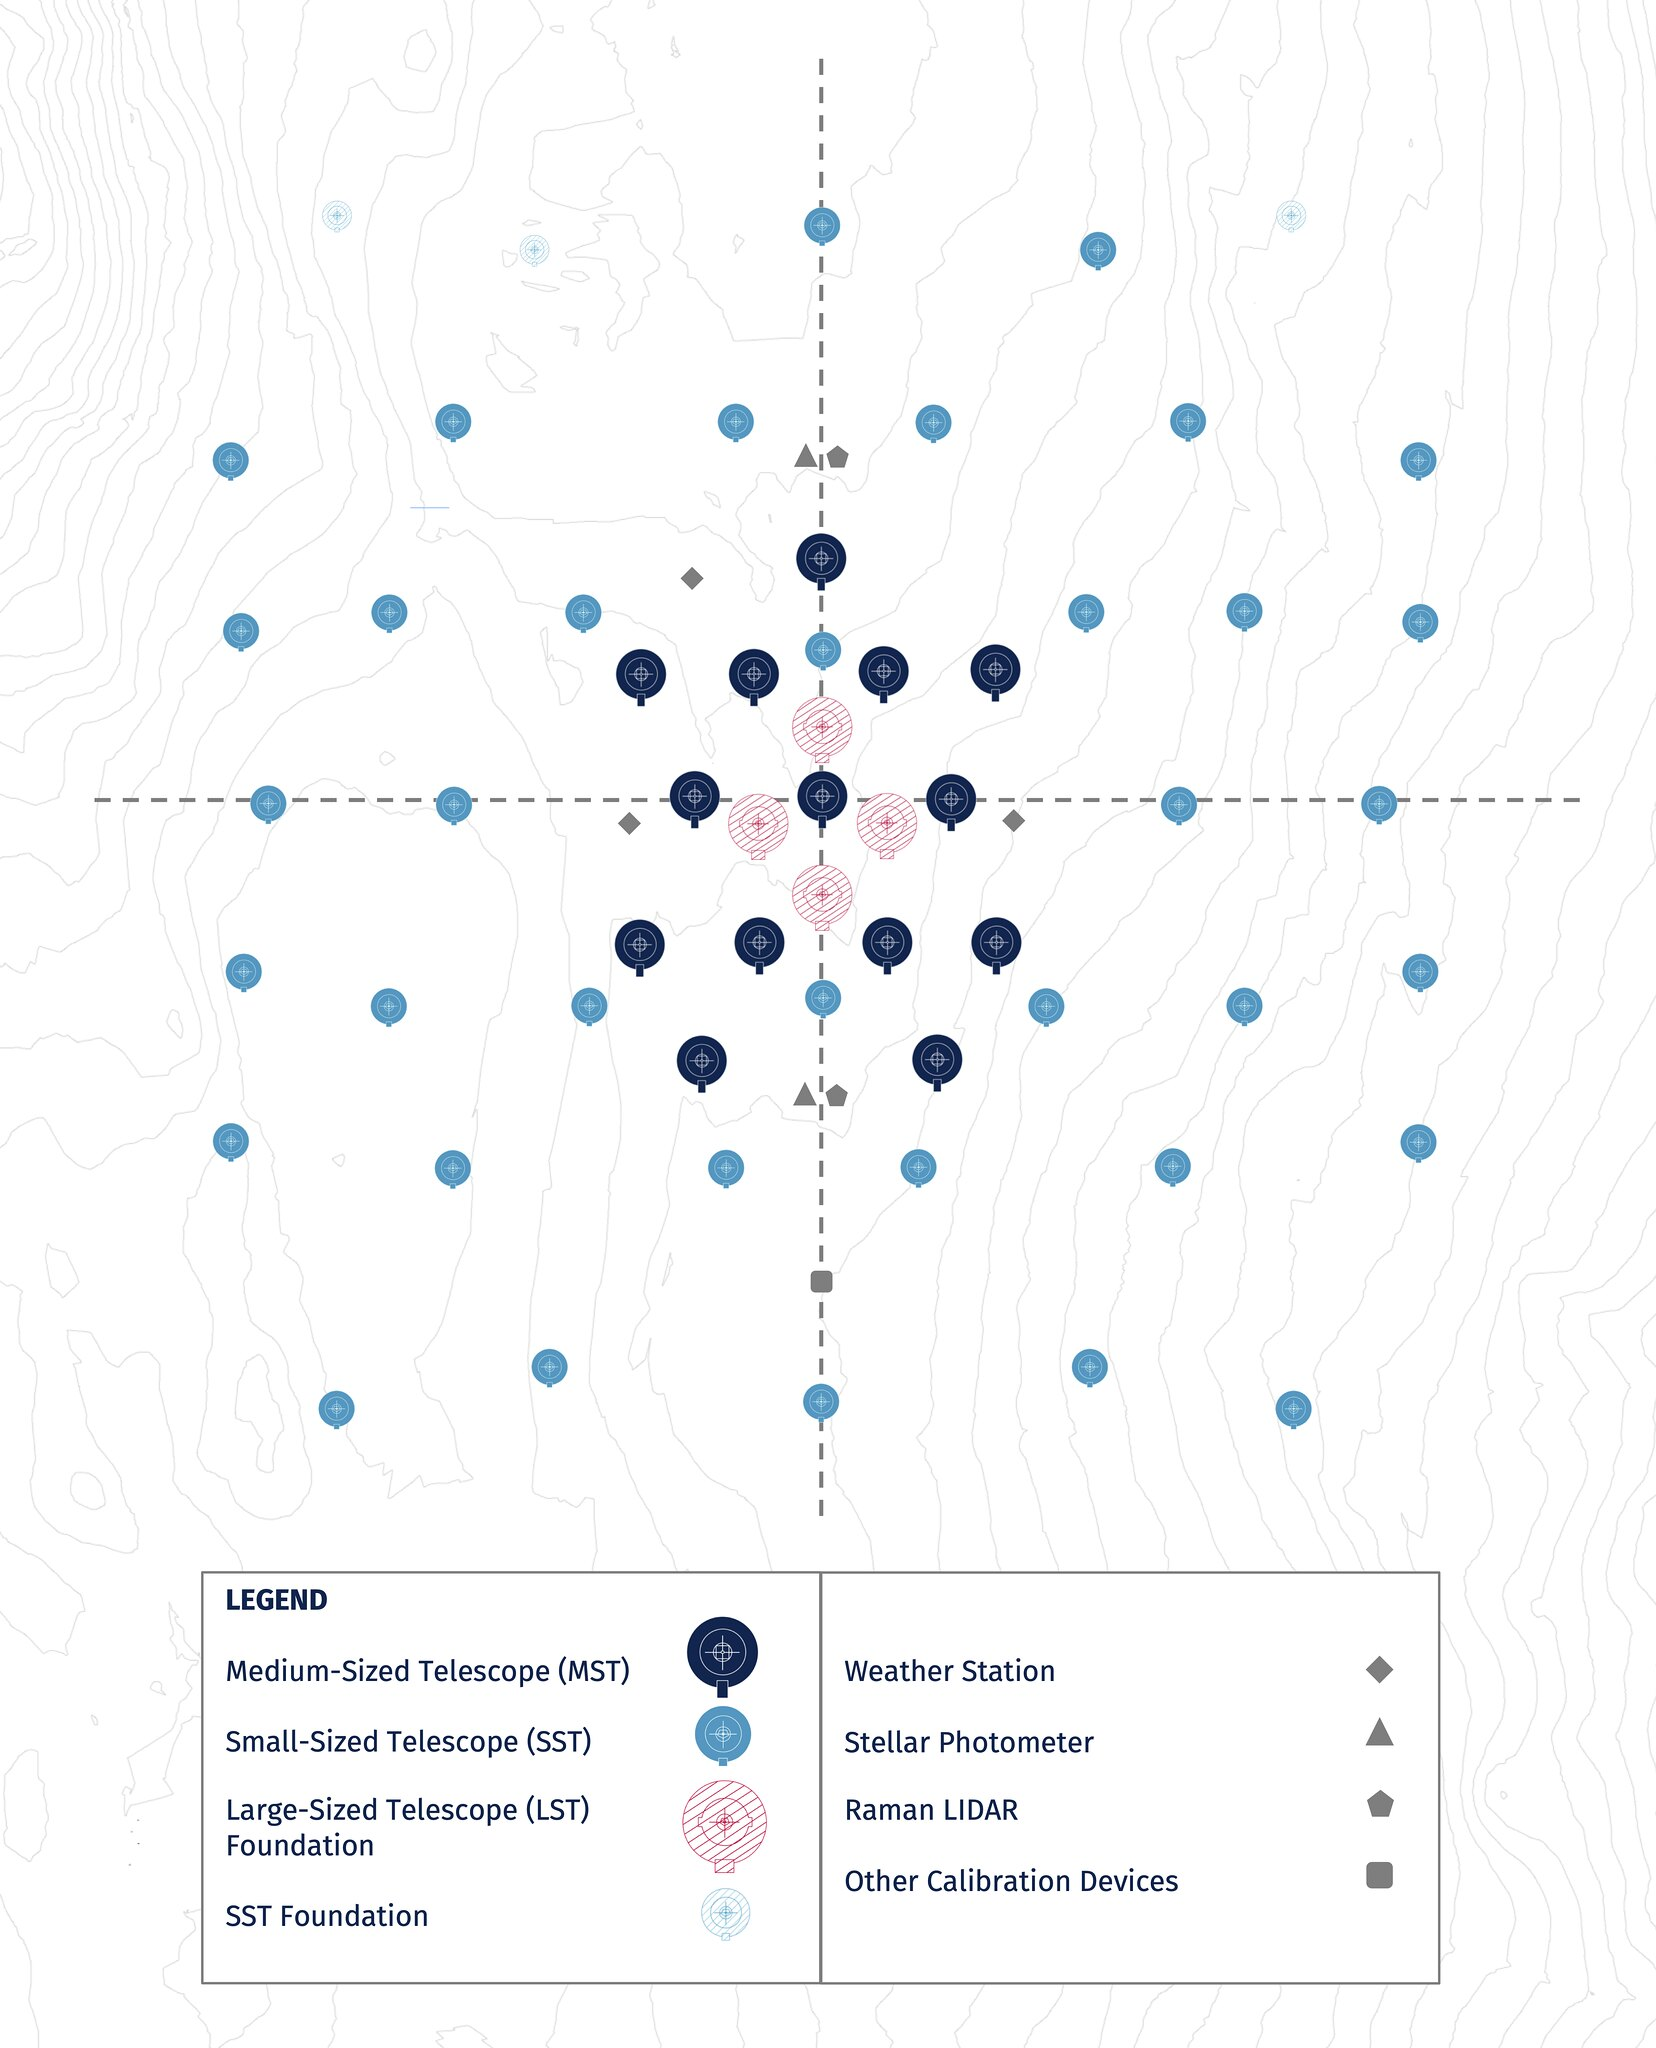 LEGEND
Medium-Sized Telescope (MST)
Small-Sized Telescope (SST)
Large-Sized Telescope (LST)
Foundation
SST Foundation
Weather Station
Stellar Photometer
Raman LIDAR
Other Calibration Devices